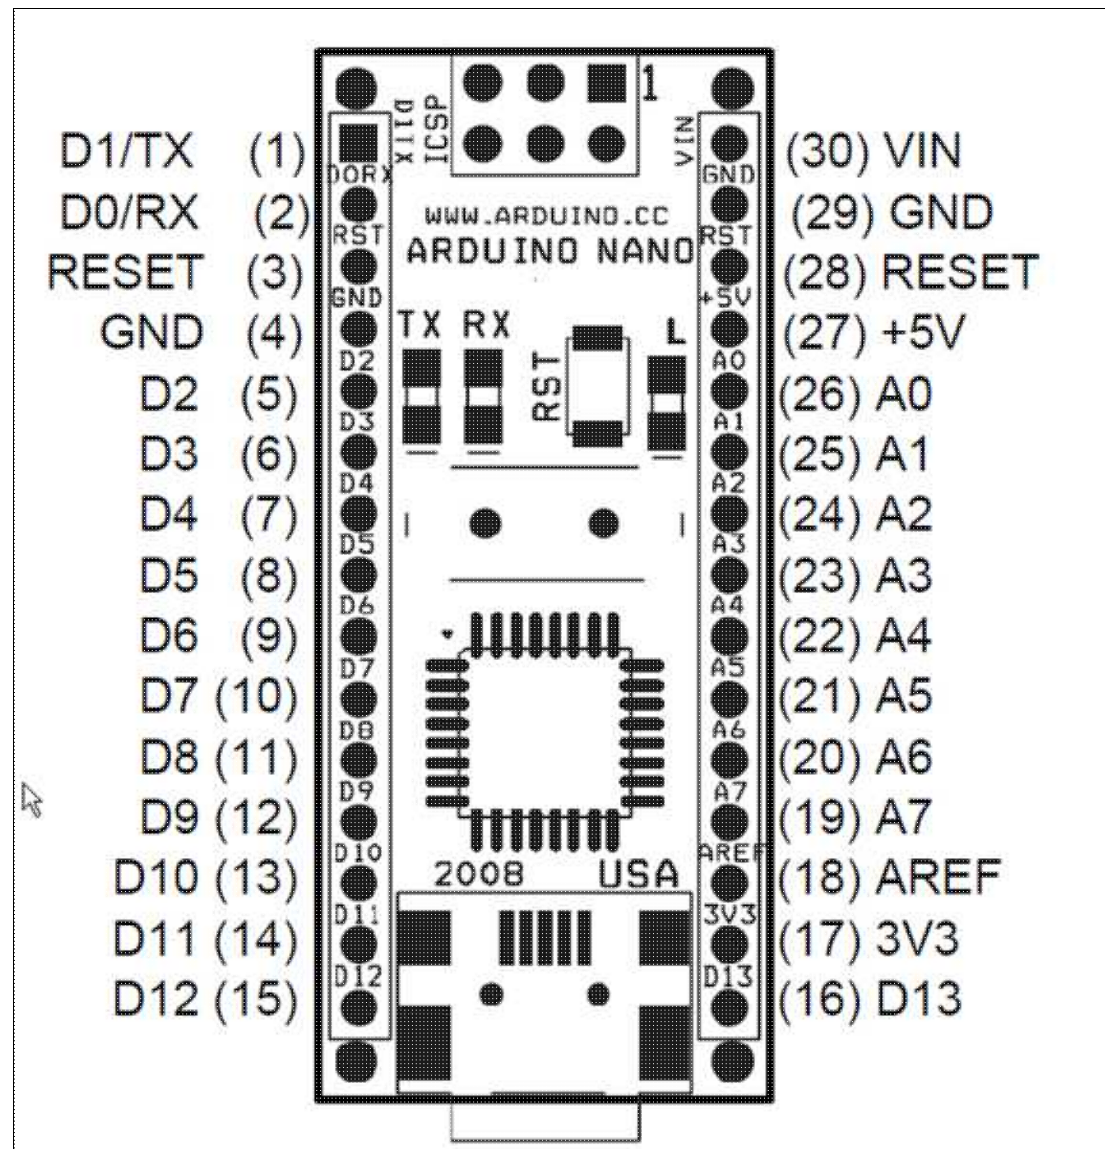 D1/TX (1)
D0/RX (2)
RESET (3)
GND (4)
D2 (5)
D3 (6)
D4 (7)
D5 (8)
D6 (9)
D7 (10)
D8 (11)
D9 (12)
D10 (13)
D11 (14)
D12 (15)
D1TX
DORX
RST
GND
D2
D3
D4
D5
D6
D7
D8
D9
D10
D11
D12
ICSP
1
WWW.ARDUINO.CC
ARDUINO NANO
TX RX
RST
L
2008 USA
VIN
GND
RST
+5V
A0
A1
A2
A3
A4
A5
A6
A7
AREF
3V3
D13
(30) VIN
(29) GND
(28) RESET
(27) +5V
(26) A0
(25) A1
(24) A2
(23) A3
(22) A4
(21) A5
(20) A6
(19) A7
(18) AREF
(17) 3V3
(16) D13